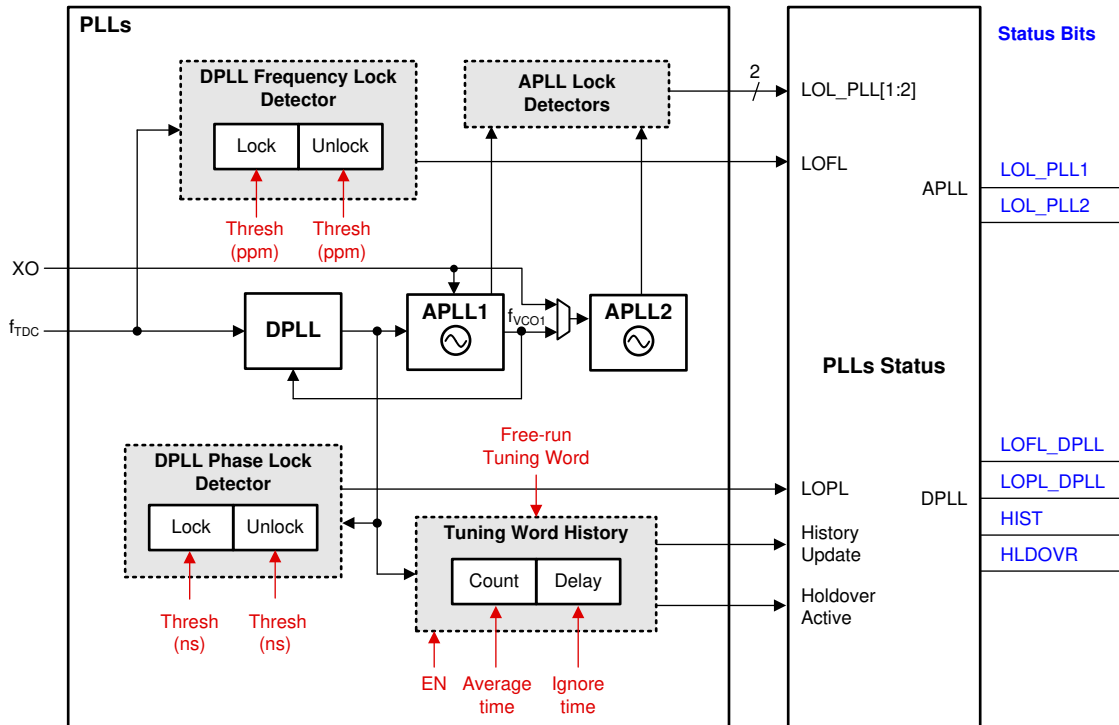 PLLs
Status Bits
DPLL Frequency Lock
Detector
Lock
Unlock
Thresh
(ppm)
Thresh
(ppm)
APLL Lock
Detectors
2
LOL_PLL[1:2]
LOFL
APLL
LOL_PLL1
LOL_PLL2
XO
fTDC
DPLL
APLL1
fVCO1
APLL2
PLLs Status
Free-run
Tuning Word
DPLL Phase Lock
Detector
Lock
Unlock
Thresh
(ns)
Thresh
(ns)
Tuning Word History
Count
Delay
EN
Average
time
Ignore
time
LOPL
History
Update
Holdover
Active
DPLL
LOFL_DPLL
LOPL_DPLL
HIST
HLDOVR